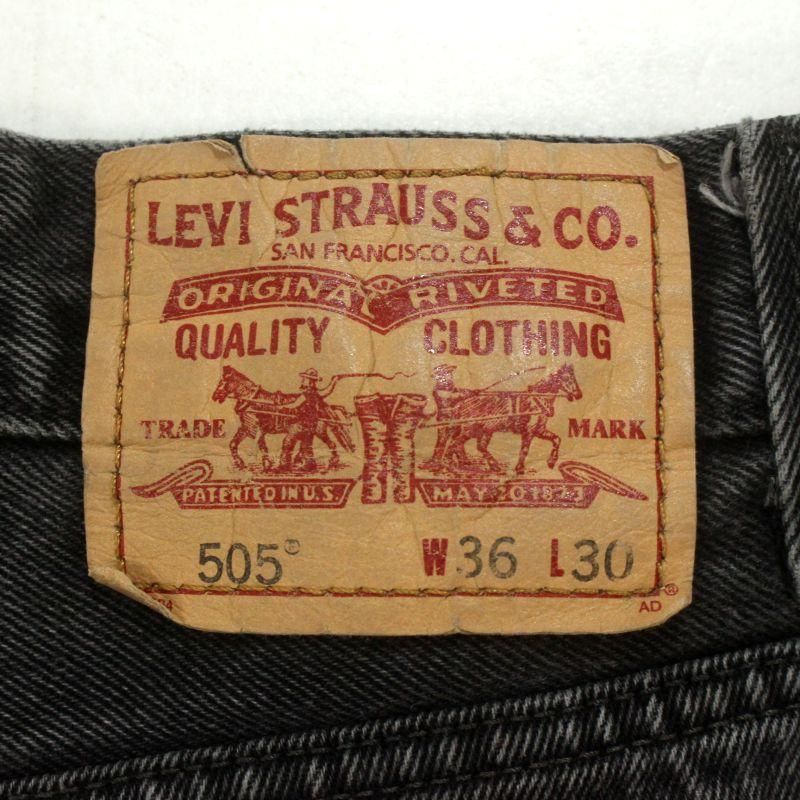 LEVI STRAUSS & CO.
SAN FRANCISCO. CAL.
ORIGINAL RIVETED
QUALITY CLOTHING
TRADE MARK
PATENTED IN U.S. MAY 20 1873
505® W36 L30
AD ®